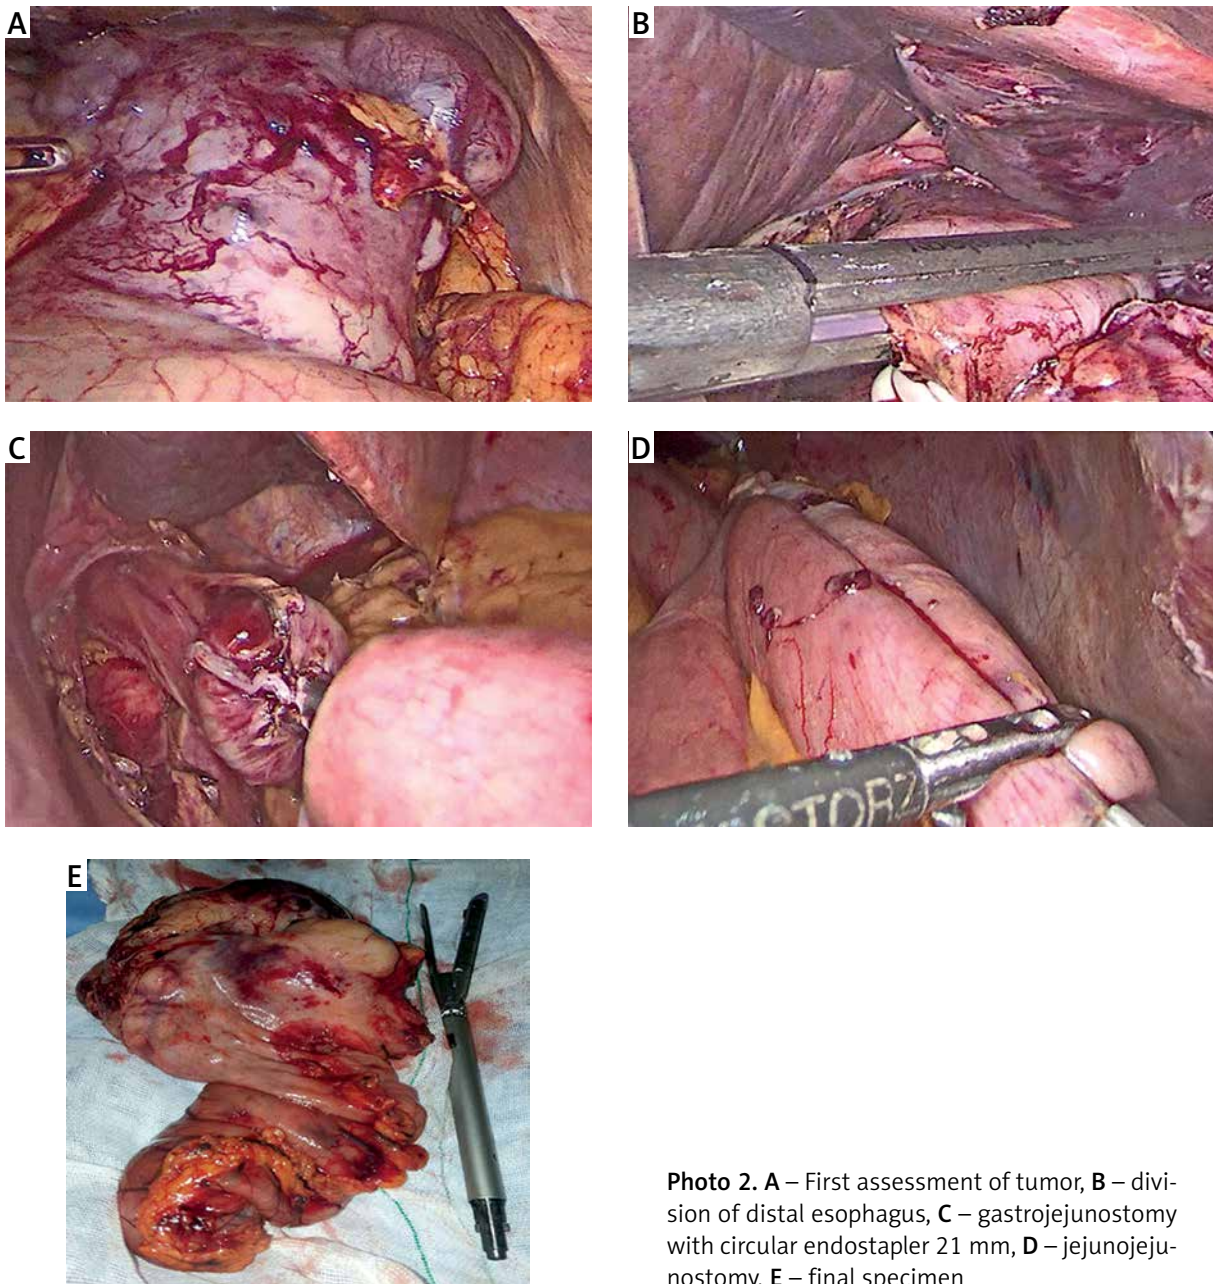 A
B
C
D
STORZ
E
Photo 2. A – First assessment of tumor, B – divi-
sion of distal esophagus, C – gastrojejunostomy
with circular endostapler 21 mm, D – jejunojeju-
nostomy, E – final specimen